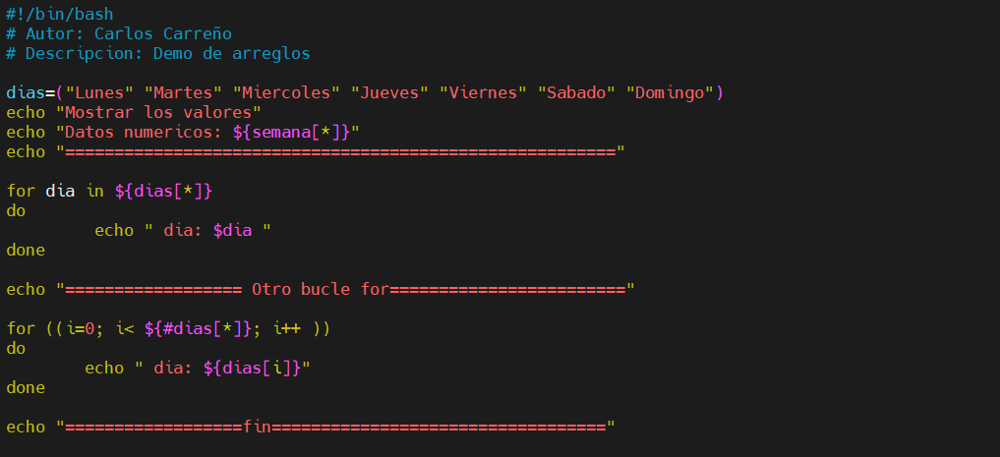 #!/bin/bash
# Autor: Carlos Carreño
# Descripcion: Demo de arreglos
dias=("Lunes" "Martes" "Miercoles" "Jueves" "Viernes" "Sabado" "Domingo")
echo "Mostrar los valores"
echo "Datos numericos: ${semana[*]}"
echo "========================================================"
for dia in ${dias[*]}
do
echo " dia: $dia "
done
echo "================== Otro bucle for========================"
for ((i=0; i< ${#dias[*]}; i++ ))
do
echo " dia: ${dias[i]}"
done
echo "==================fin=================================="